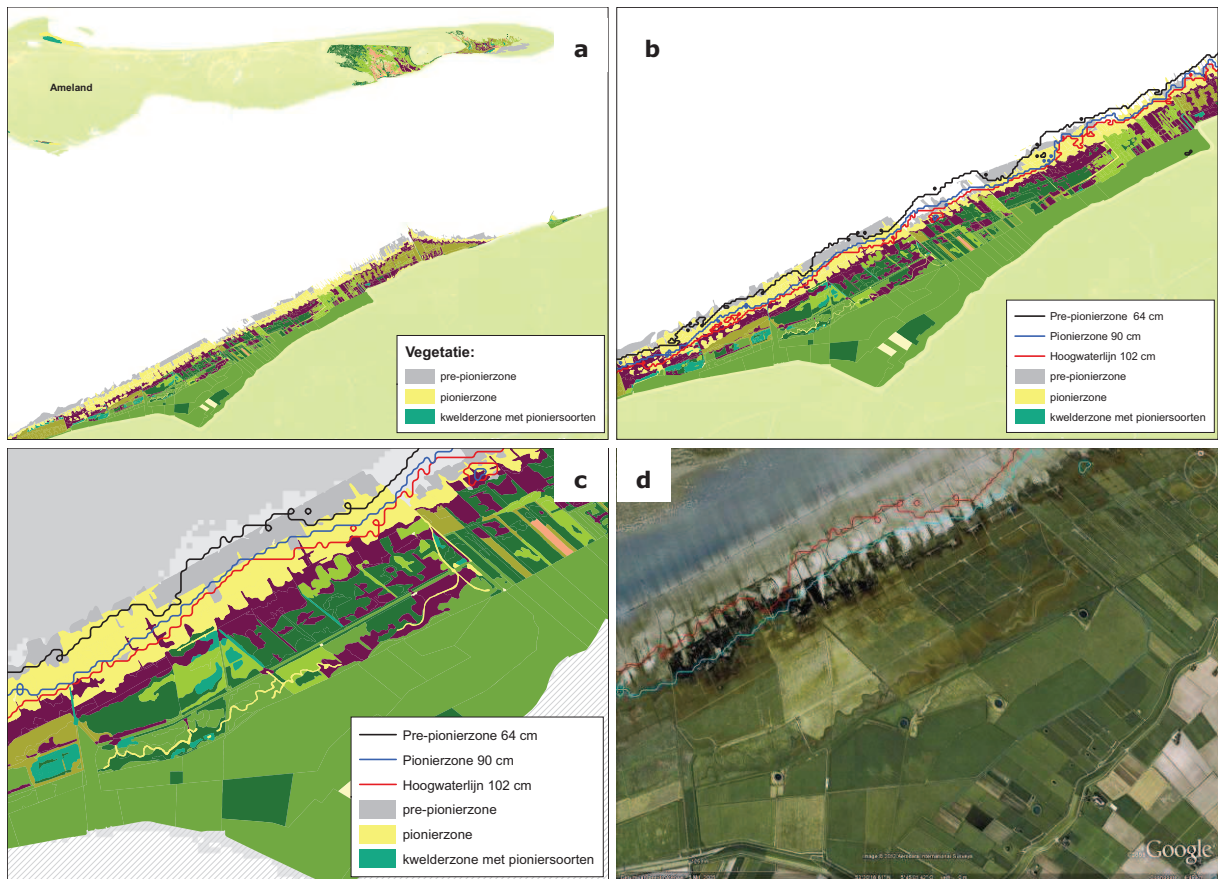 a
Ameland
Vegetatie:
pre-pionierzone
pionierzone
kwelderzone met pioniersoorten
b
Pre-pionierzone 64 cm
Pionierzone 90 cm
Hoogwaterlijn 102 cm
pre-pionierzone
pionierzone
kwelderzone met pioniersoorten
c
Pre-pionierzone 64 cm
Pionierzone 90 cm
Hoogwaterlijn 102 cm
pre-pionierzone
pionierzone
kwelderzone met pioniersoorten
d
Google